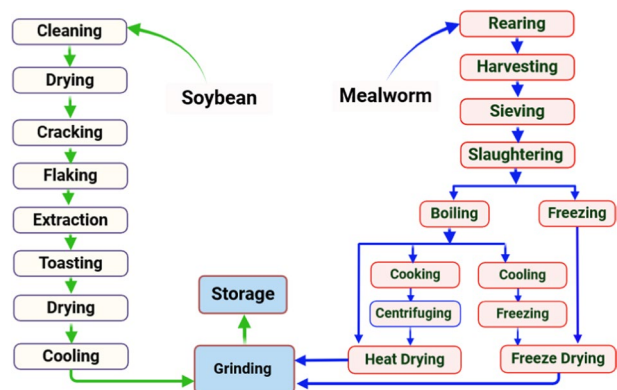 Cleaning
Drying
Cracking
Flaking
Extraction
Toasting
Drying
Cooling
Soybean
Mealworm
Rearing
Harvesting
Sieving
Slaughtering
Boiling
Freezing
Cooking
Cooling
Centrifuging
Freezing
Heat Drying
Freeze Drying
Storage
Grinding